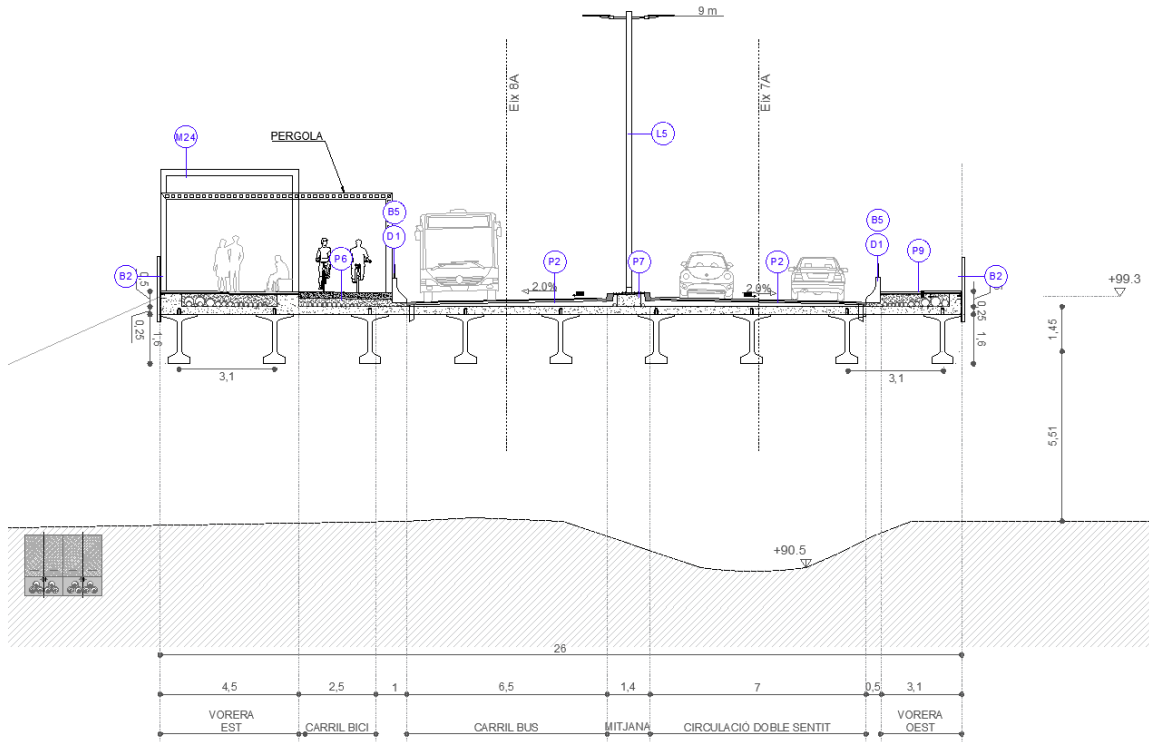 9 m
Eix 8A
Eix 7A
M24
L5
PERGOLA
B5
B5
D1
D1
P6
P2
P7
P2
P9
B2
B2
2.0%
2.0%
+99.3
0,25
1,6
0,25
1,6
1,45
3,1
3,1
5,51
+90.5
26
4,5
2,5
1
6,5
1,4
7
0,5
3,1
VORERA
EST
CARRIL BICI
CARRIL BUS
MITJANA
CIRCULACIÓ DOBLE SENTIT
VORERA
OEST